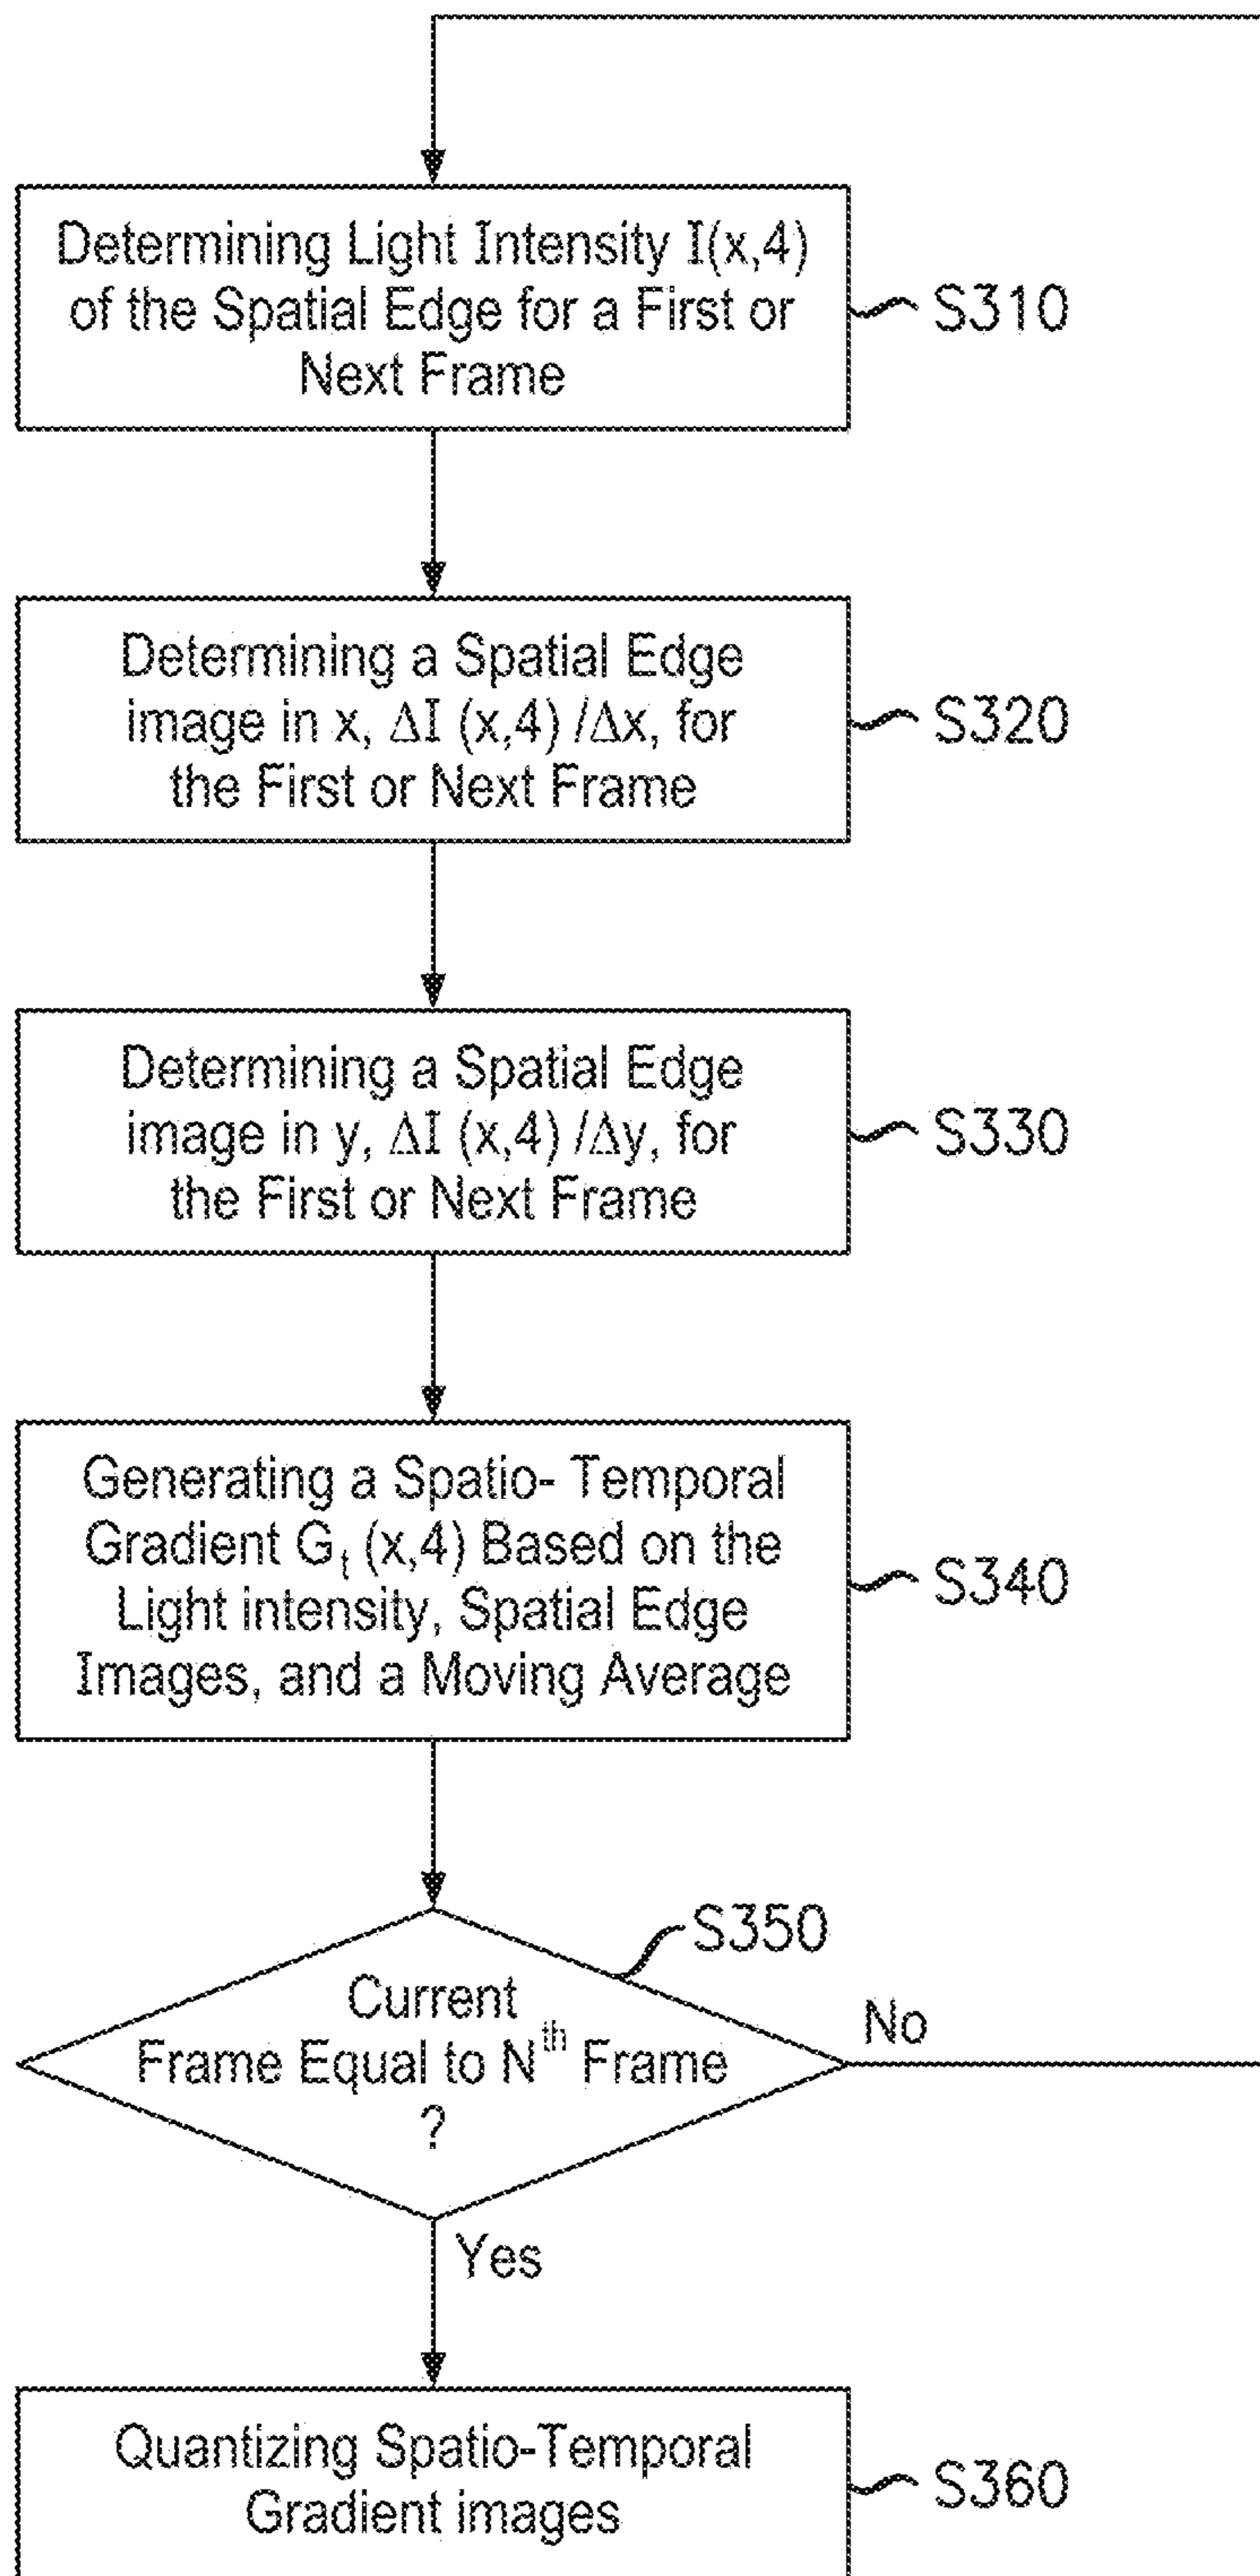 Determining Light Intensity I(x,4)
of the Spatial Edge for a First or
Next Frame
S310
Determining a Spatial Edge
image in x, ΔI (x,4) /Δx, for
the First or Next Frame
S320
Determining a Spatial Edge
image in y, ΔI (x,4) /Δy, for
the First or Next Frame
S330
Generating a Spatio- Temporal
Gradient Gt (x,4) Based on the
Light intensity, Spatial Edge
Images, and a Moving Average
S340
S350
Current
Frame Equal to Nth Frame
?
No
Yes
Quantizing Spatio-Temporal
Gradient images
S360